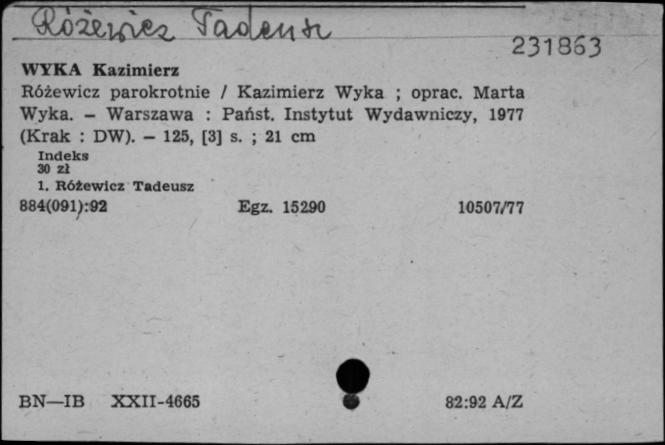 Różewicz Tadeusz
231863
WYKA Kazimierz
Różewicz parokrotnie / Kazimierz Wyka ; oprac. Marta
Wyka. – Warszawa : Państ. Instytut Wydawniczy, 1977
(Krak : DW). – 125, [3] s. ; 21 cm
Indeks
30 zł
1. Różewicz Tadeusz
884(091):92 Egz. 15290 10507/77
BN—IB XXII-4665 82:92 A/Z